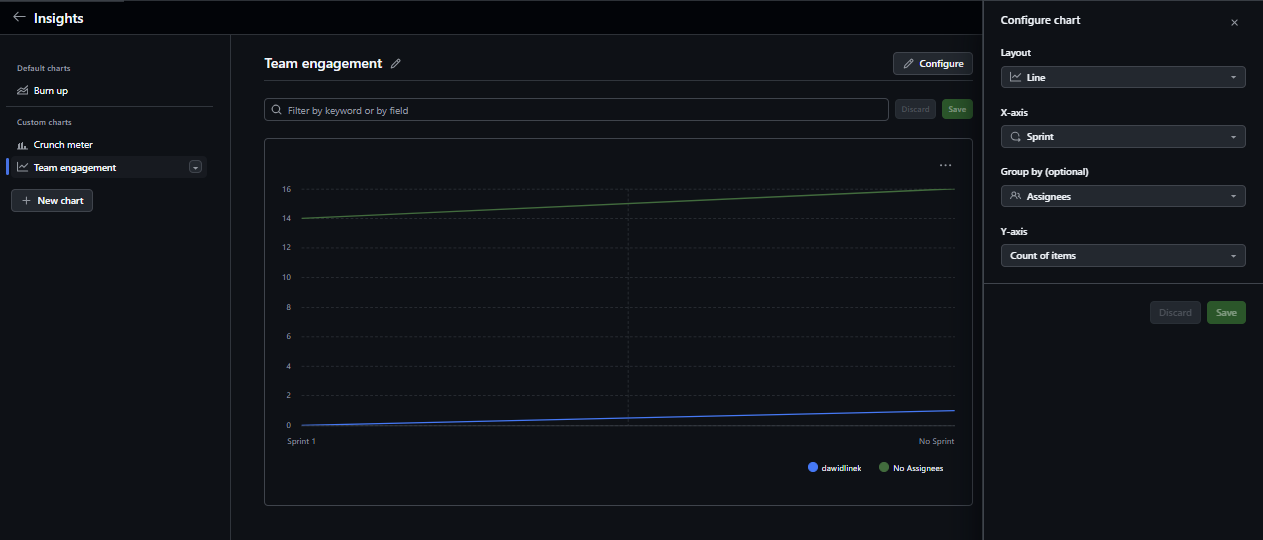 Insights
Default charts
Burn up
Custom charts
Crunch meter
Team engagement
New chart
Team engagement
Configure
Filter by keyword or by field
Discard
Save
16
14
12
10
8
6
4
2
0
Sprint 1
No Sprint
dawidlinek
No Assignees
Configure chart
Layout
Line
X-axis
Sprint
Group by (optional)
Assignees
Y-axis
Count of items
Discard
Save